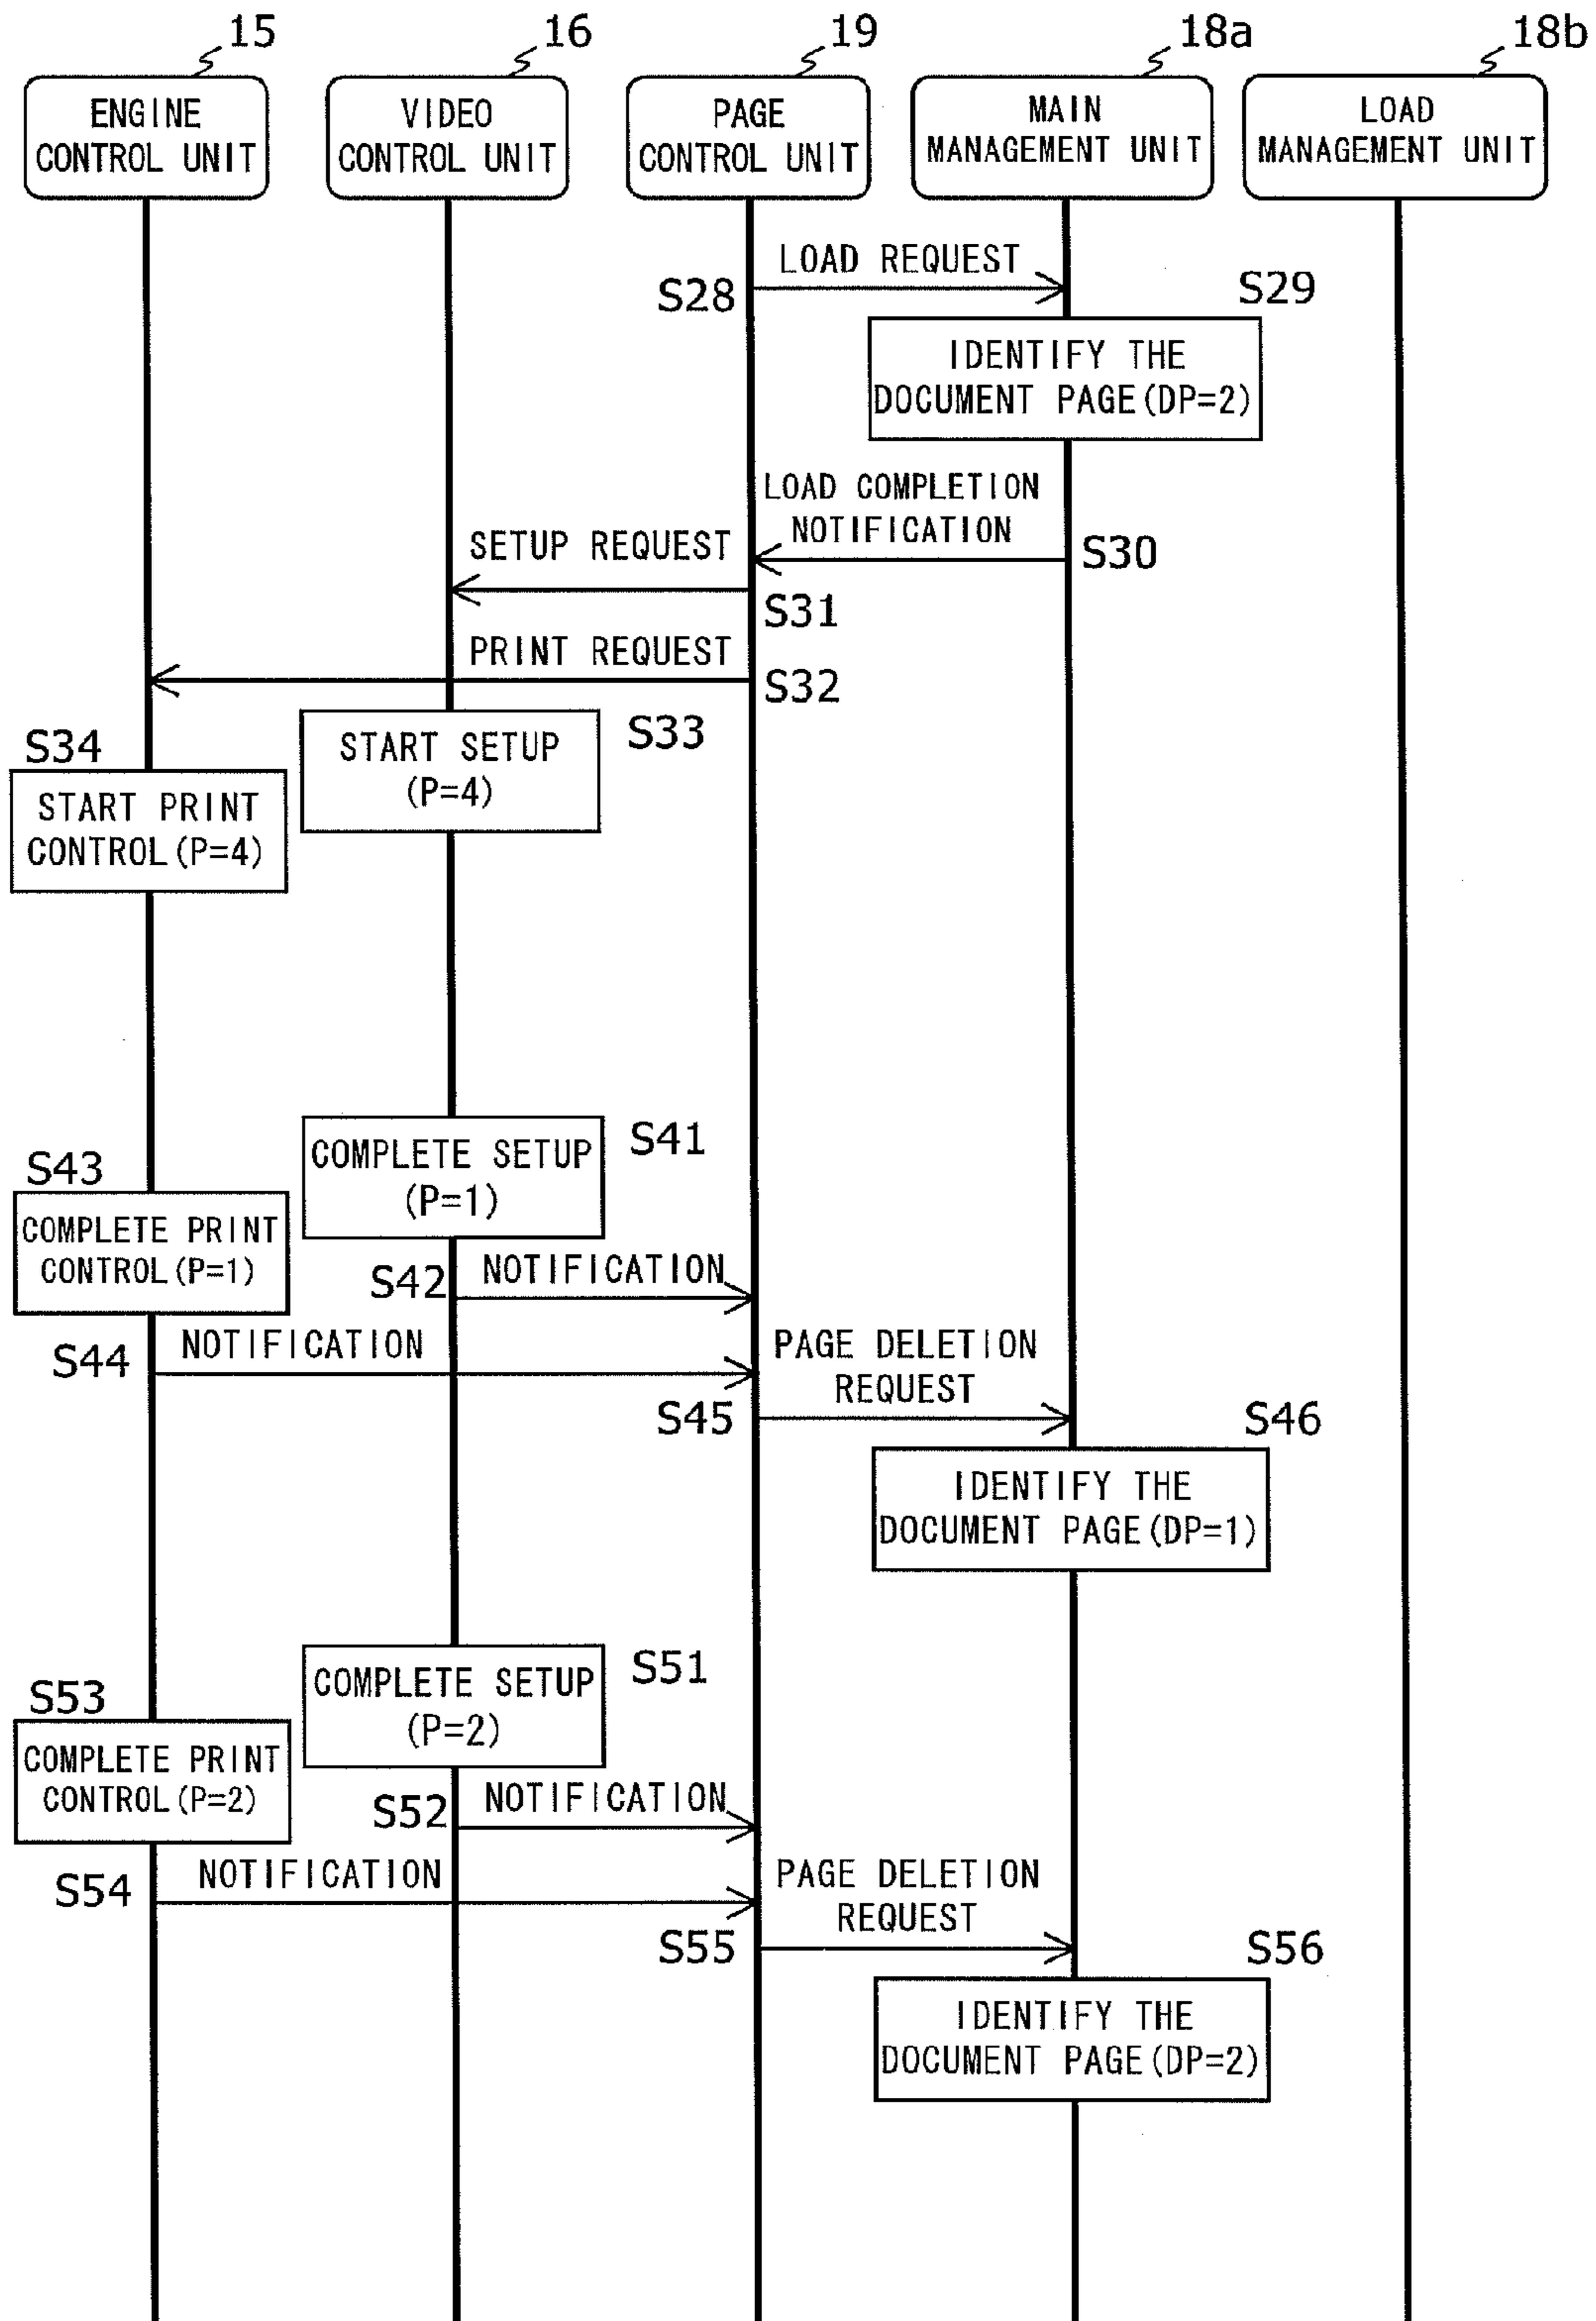 15
16
19
18a
18b
ENGINE
CONTROL UNIT
VIDEO
CONTROL UNIT
PAGE
CONTROL UNIT
MAIN
MANAGEMENT UNIT
LOAD
MANAGEMENT UNIT
LOAD REQUEST
S28
S29
IDENTIFY THE
DOCUMENT PAGE(DP=2)
LOAD COMPLETION
NOTIFICATION
S30
SETUP REQUEST
S31
PRINT REQUEST
S32
S33
START SETUP
(P=4)
S34
START PRINT
CONTROL(P=4)
S41
COMPLETE SETUP
(P=1)
S43
COMPLETE PRINT
CONTROL(P=1)
S42
NOTIFICATION
S44
NOTIFICATION
PAGE DELETION
REQUEST
S45
S46
IDENTIFY THE
DOCUMENT PAGE(DP=1)
S51
COMPLETE SETUP
(P=2)
S53
COMPLETE PRINT
CONTROL(P=2)
S52
NOTIFICATION
S54
NOTIFICATION
PAGE DELETION
REQUEST
S55
S56
IDENTIFY THE
DOCUMENT PAGE(DP=2)